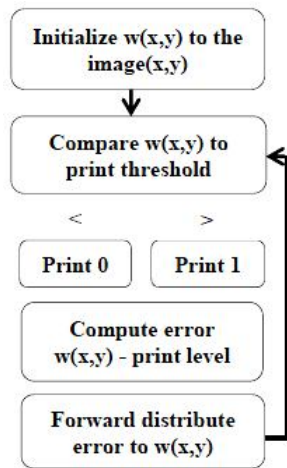 Initialize w(x,y) to the
image(x,y)
Compare w(x,y) to
print threshold
< >
Print 0 Print 1
Compute error
w(x,y) - print level
Forward distribute
error to w(x,y)